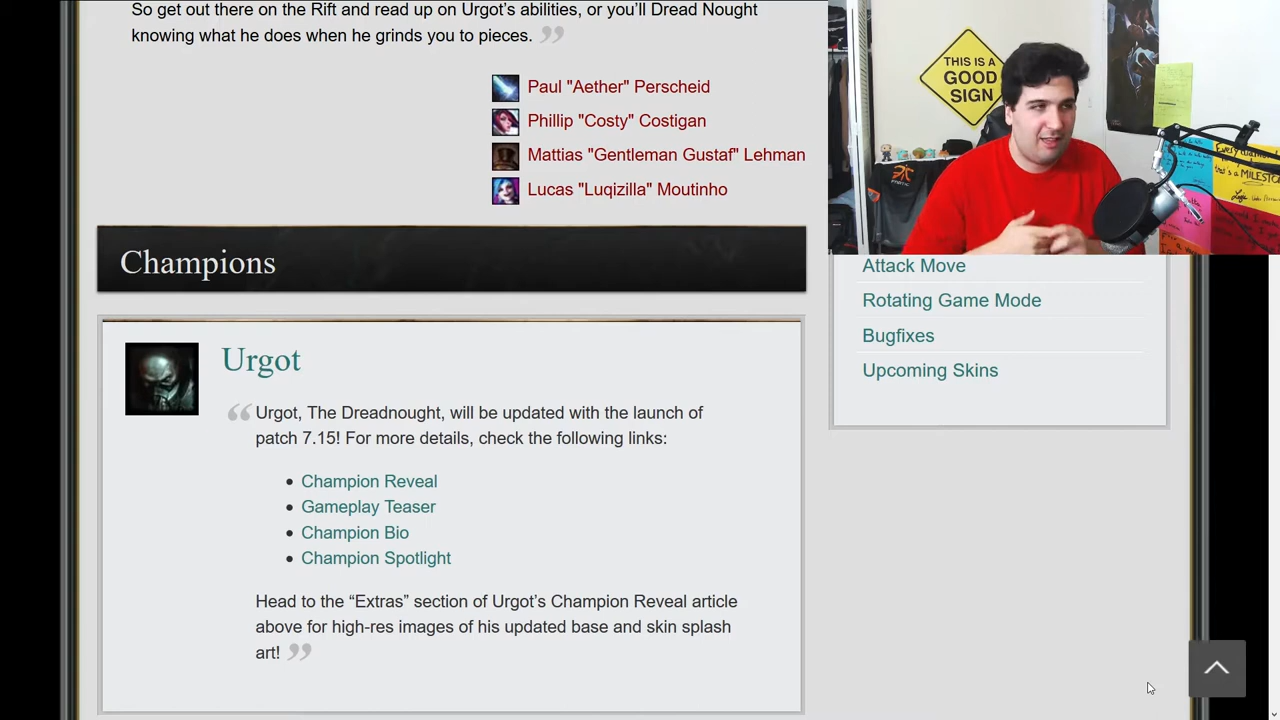 So get out there on the Rift and read up on Urgot’s abilities, or you’ll Dread Nought
knowing what he does when he grinds you to pieces. ”
Paul "Aether" Perscheid
Phillip "Costy" Costigan
Mattias "Gentleman Gustaf" Lehman
Lucas "Luqizilla" Moutinho
Champions
Urgot
“ Urgot, The Dreadnought, will be updated with the launch of
patch 7.15! For more details, check the following links:
• Champion Reveal
• Gameplay Teaser
• Champion Bio
• Champion Spotlight
Head to the “Extras” section of Urgot’s Champion Reveal article
above for high-res images of his updated base and skin splash
art! ”
THIS IS A
GOOD
SIGN
FNATIC
that's a MILESTO
Attack Move
Rotating Game Mode
Bugfixes
Upcoming Skins